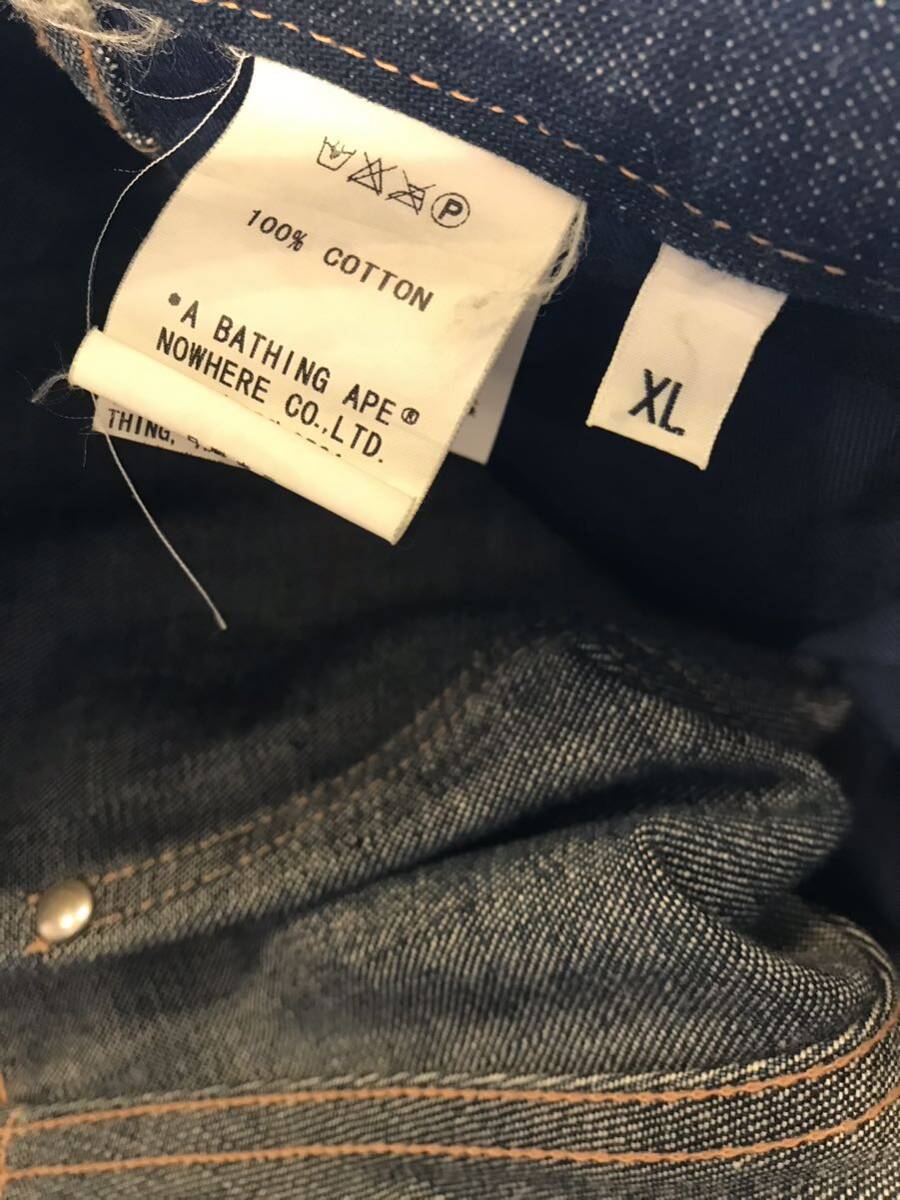 P
100% COTTON
•A BATHING APE®
NOWHERE CO.,LTD.
THING,
XL